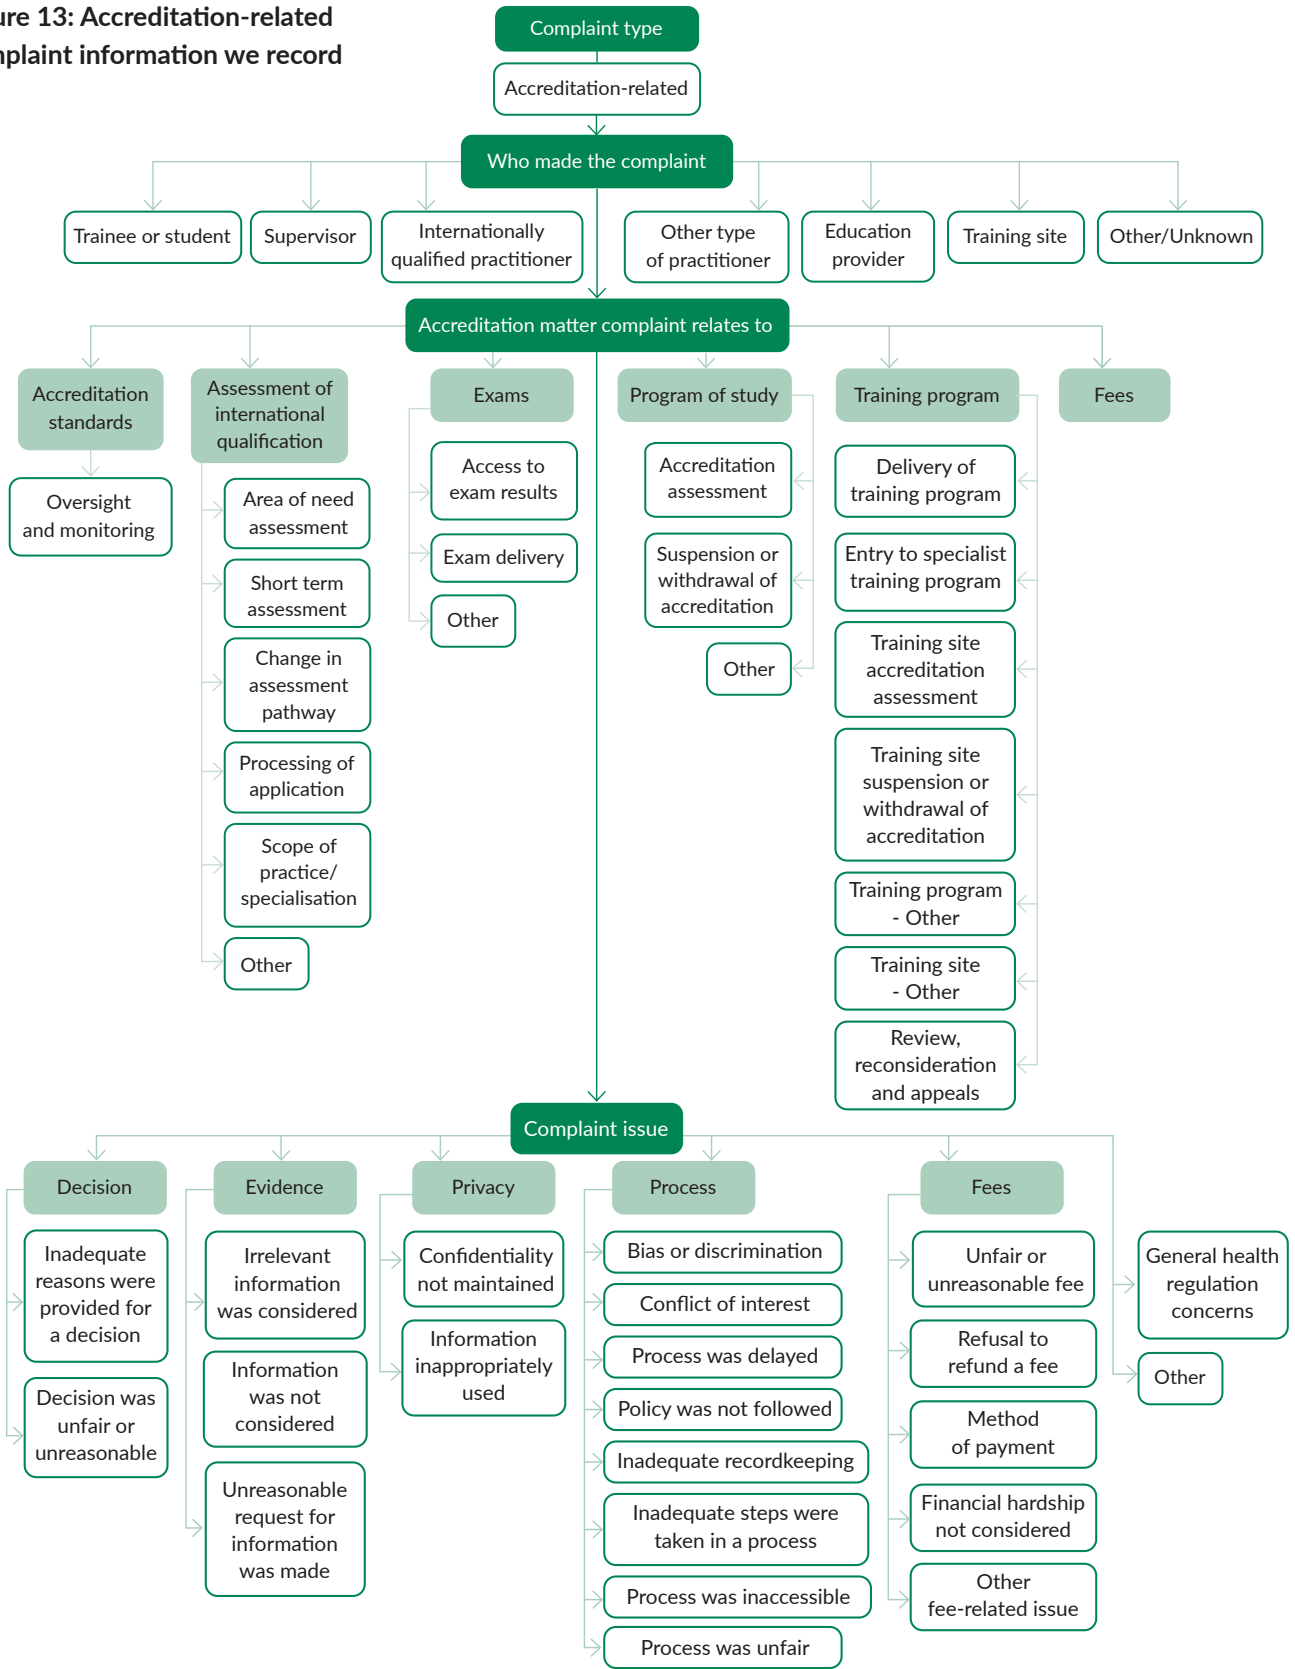 ure 13: Accreditation-related
nplaint information we record
Complaint type
Accreditation-related
Who made the complaint
Trainee or student
Supervisor
Internationally
qualified practitioner
Other type
of practitioner
Education
provider
Training site
Other/Unknown
Accreditation matter complaint relates to
Accreditation
standards
Oversight
and monitoring
Assessment of
international
qualification
Area of need
assessment
Short term
assessment
Change in
assessment
pathway
Processing of
application
Scope of
practice/
specialisation
Other
Exams
Access to
exam results
Exam delivery
Other
Program of study
Accreditation
assessment
Suspension or
withdrawal of
accreditation
Other
Training program
Delivery of
training program
Entry to specialist
training program
Training site
accreditation
assessment
Training site
suspension or
withdrawal of
accreditation
Training program
- Other
Training site
- Other
Review,
reconsideration
and appeals
Fees
Complaint issue
Decision
Inadequate
reasons were
provided for
a decision
Decision was
unfair or
unreasonable
Evidence
Irrelevant
information
was considered
Information
was not
considered
Unreasonable
request for
information
was made
Privacy
Confidentiality
not maintained
Information
inappropriately
used
Process
Bias or discrimination
Conflict of interest
Process was delayed
Policy was not followed
Inadequate recordkeeping
Inadequate steps were
taken in a process
Process was inaccessible
Process was unfair
Fees
Unfair or
unreasonable fee
Refusal to
refund a fee
Method
of payment
Financial hardship
not considered
Other
fee-related issue
General health
regulation
concerns
Other